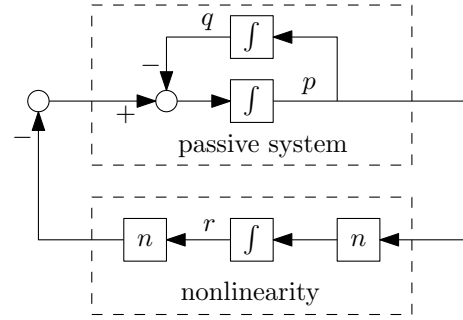 q
∫
−
+
∫
p
passive system
−
n
r
∫
n
nonlinearity